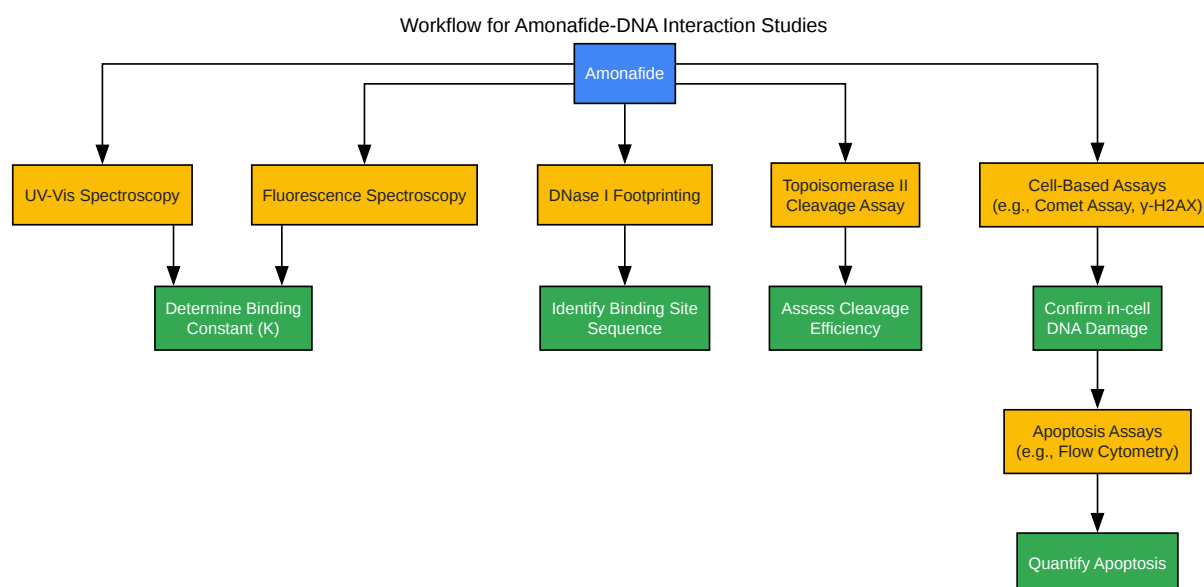 Workflow for Amonafide-DNA Interaction Studies
Amonafide
UV-Vis Spectroscopy
Fluorescence Spectroscopy
DNase I Footprinting
Topoisomerase II
Cleavage Assay
Cell-Based Assays
(e.g., Comet Assay, γ-H2AX)
Determine Binding
Constant (K)
Identify Binding Site
Sequence
Assess Cleavage
Efficiency
Confirm in-cell
DNA Damage
Apoptosis Assays
(e.g., Flow Cytometry)
Quantify Apoptosis